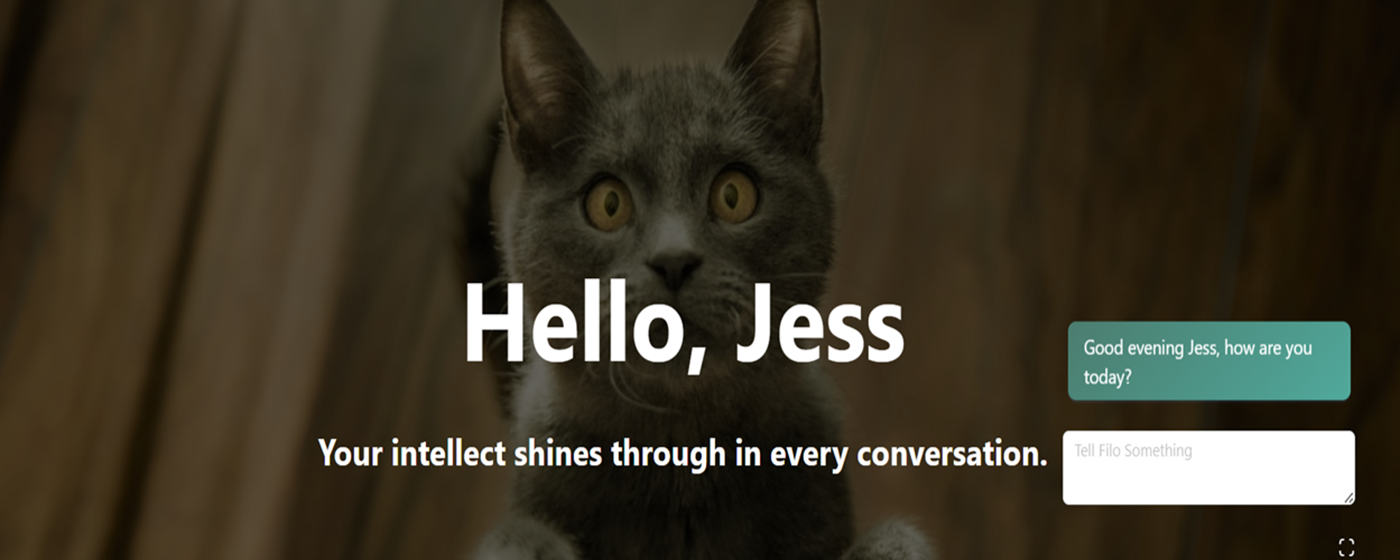 Hello, Jess
Your intellect shines through in every conversation.
Good evening Jess, how are you
today?
Tell Filo Something